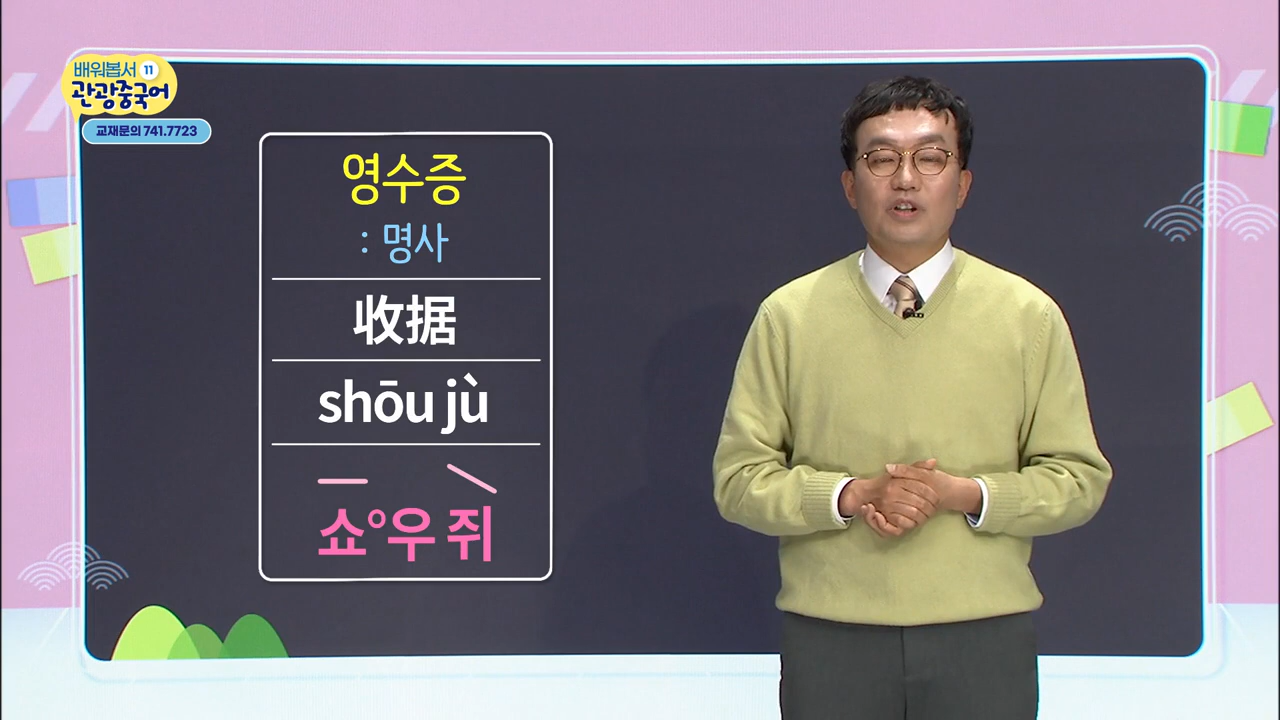 배워봅서 11
관광중국어
교재문의 741.7723
영수증
: 명사
收据
shōu jù
쇼°우 쥐